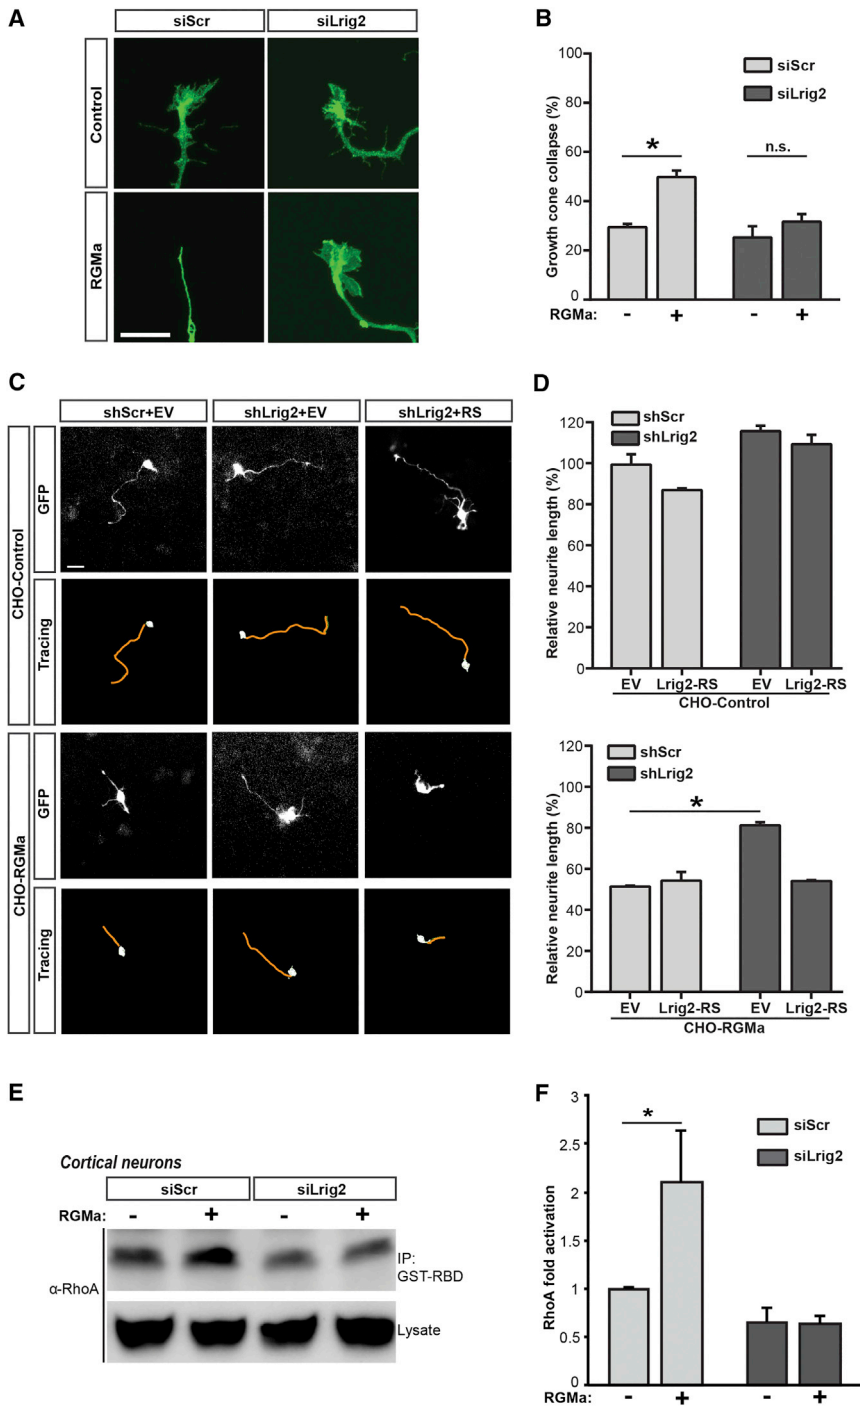 A
siScr
siLrig2
Control
RGMa
B
Growth cone collapse (%)
100
80
60
40
20
0
siScr
siLrig2
*
n.s.
RGMa: - + - +
C
shScr+EV
shLrig2+EV
shLrig2+RS
CHO-Control
GFP
Tracing
CHO-RGMa
GFP
Tracing
D
Relative neurite length (%)
120
100
80
60
40
20
0
shScr
shLrig2
EV Lrig2-RS EV Lrig2-RS
CHO-Control
Relative neurite length (%)
120
100
80
60
40
20
0
shScr
shLrig2
*
EV Lrig2-RS EV Lrig2-RS
CHO-RGMa
E
Cortical neurons
siScr
siLrig2
RGMa: - + - +
α-RhoA
IP:
GST-RBD
Lysate
F
RhoA fold activation
3
2.5
2
1.5
1
0.5
0
siScr
siLrig2
*
RGMa: - + - +